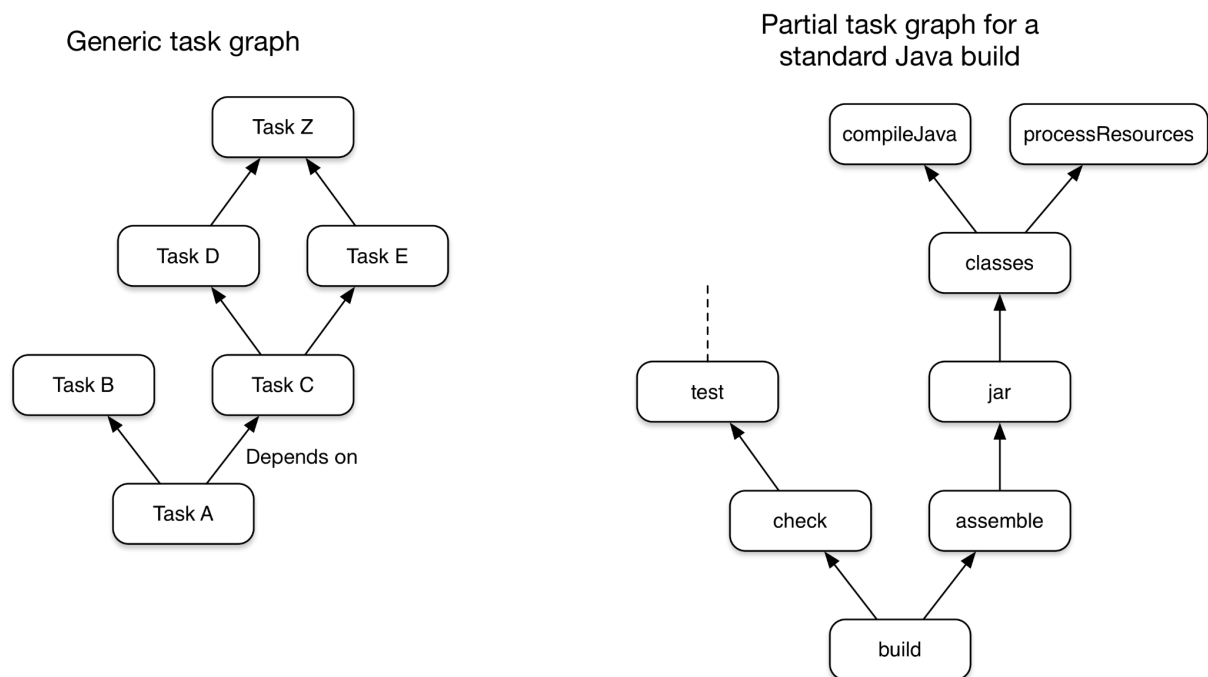 Generic task graph
Task Z
Task D
Task E
Task B
Task C
Depends on
Task A
Partial task graph for a
standard Java build
compileJava
processResources
classes
test
jar
check
assemble
build